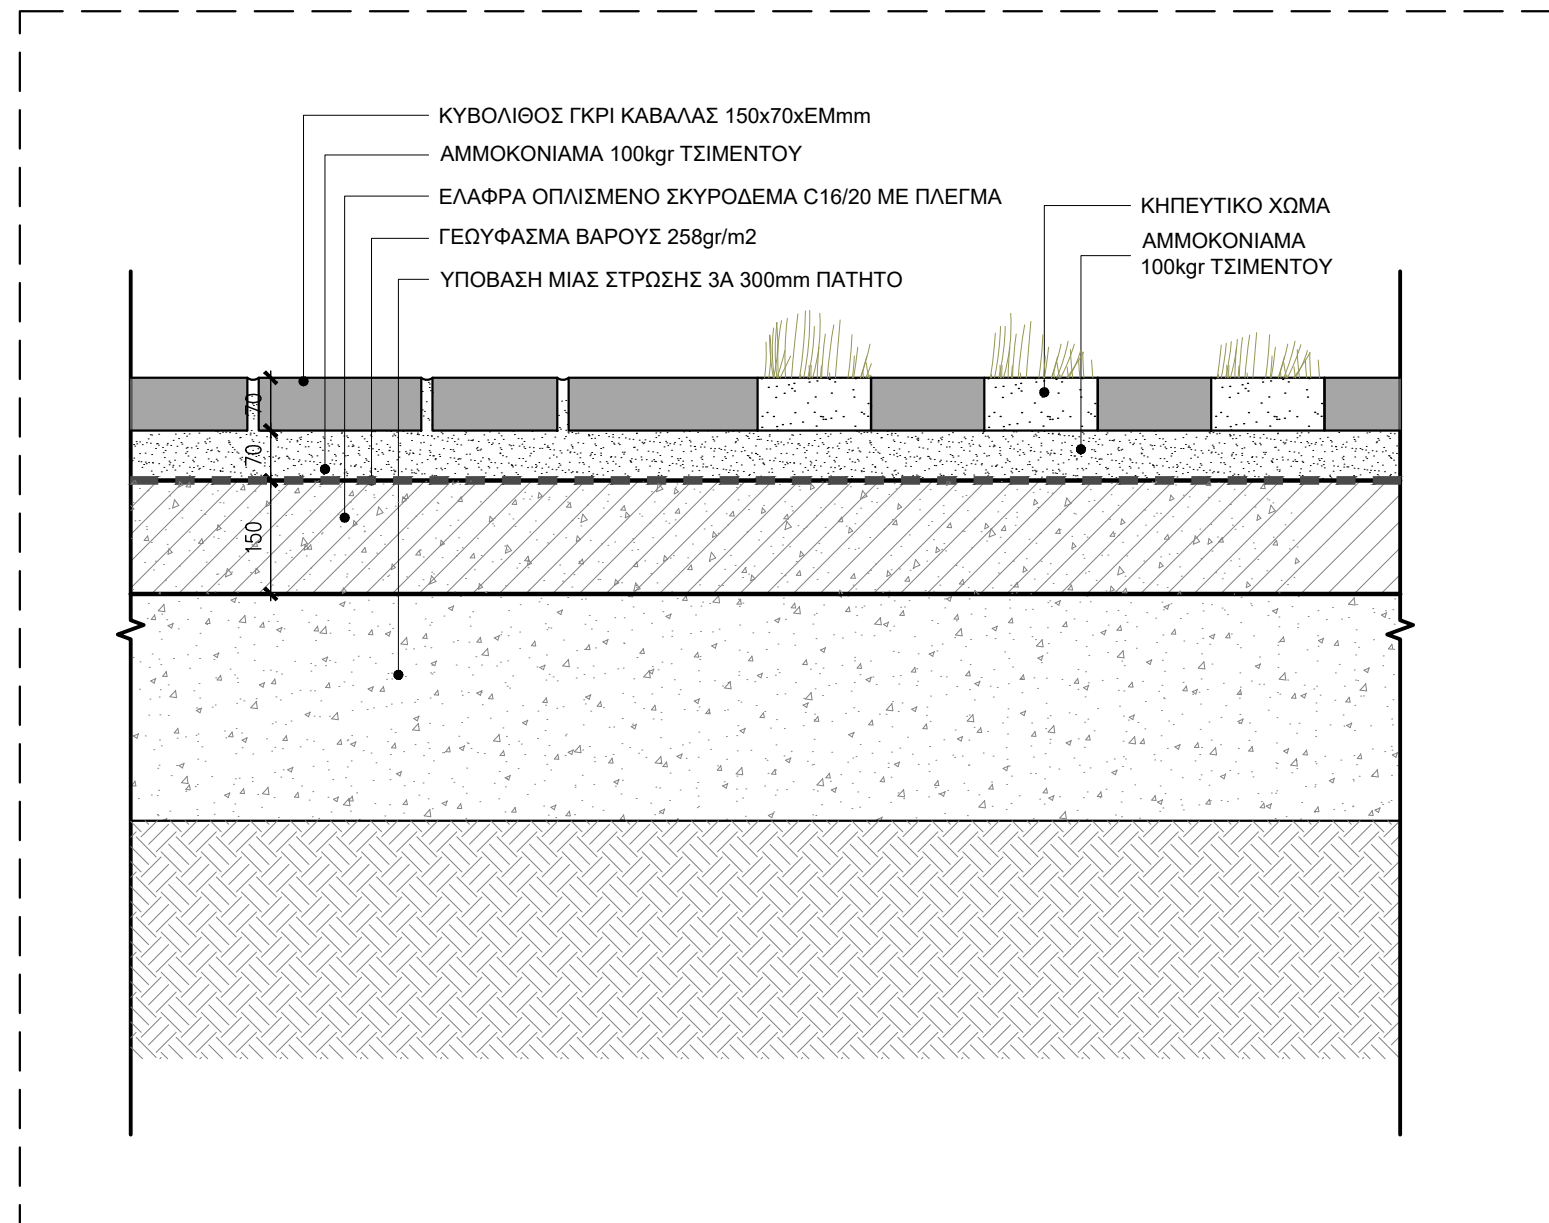 ΚΥΒΟΛΙΘΟΣ ΓΚΡΙ ΚΑΒΑΛΑΣ 150x70xEMmm
ΑΜΜΟΚΟΝΙΑΜΑ 100kgr ΤΣΙΜΕΝΤΟΥ
ΕΛΑΦΡΑ ΟΠΛΙΣΜΕΝΟ ΣΚΥΡΟΔΕΜΑ C16/20 ΜΕ ΠΛΕΓΜΑ
ΓΕΩΥΦΑΣΜΑ ΒΑΡΟΥΣ 258gr/m2
ΥΠΟΒΑΣΗ ΜΙΑΣ ΣΤΡΩΣΗΣ 3Α 300mm ΠΑΤΗΤΟ
ΚΗΠΕΥΤΙΚΟ ΧΩΜΑ
ΑΜΜΟΚΟΝΙΑΜΑ
100kgr ΤΣΙΜΕΝΤΟΥ
70
70
150